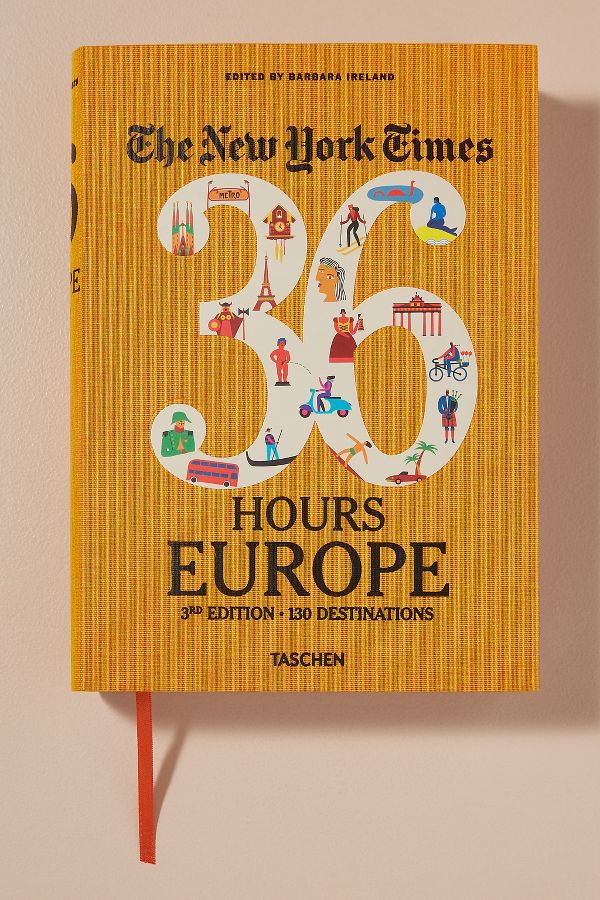 EDITED BY BARBARA IRELAND
The New York Times
METRO
36
HOURS
EUROPE
3RD EDITION · 130 DESTINATIONS
TASCHEN